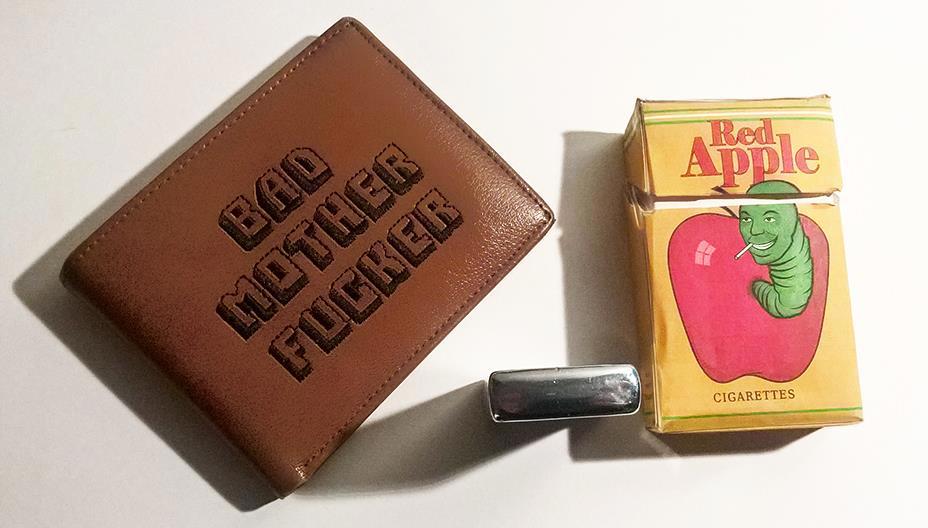 BAD
MOTHER
FUCKER
Red
Apple
CIGARETTES